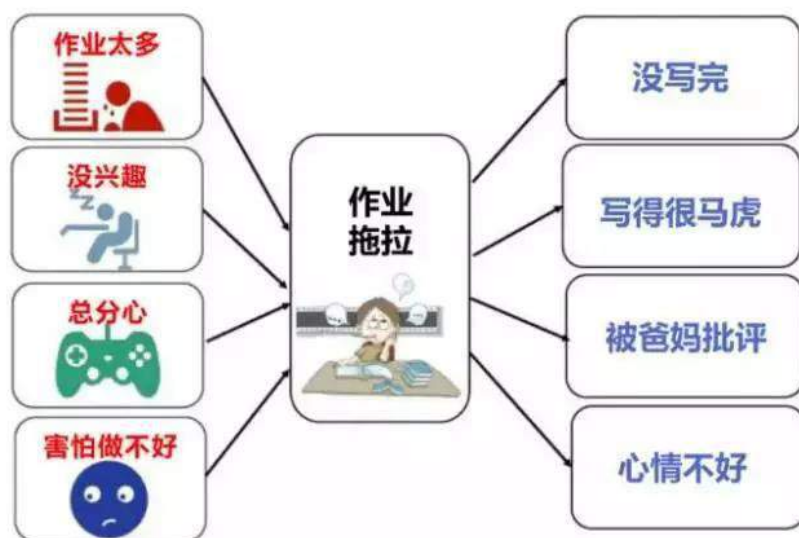 作业太多
没兴趣
总分心
害怕做不好
作业
拖拉
没写完
写得很马虎
被爸妈批评
心情不好